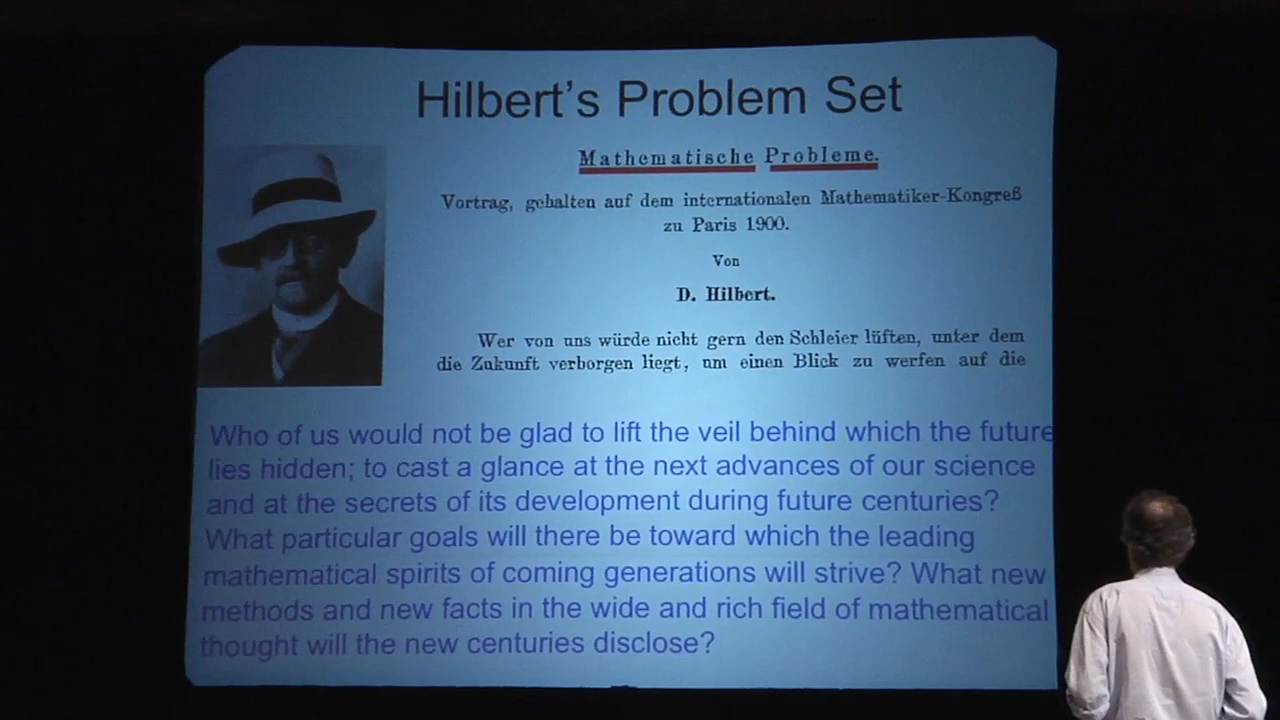 Hilbert's Problem Set
Mathematische Probleme.
Vortrag, gehalten auf dem internationalen Mathematiker-Kongreß
zu Paris 1900.
Von
D. Hilbert.
Wer von uns würde nicht gern den Schleier lüften, unter dem
die Zukunft verborgen liegt, um einen Blick zu werfen auf die
Who of us would not be glad to lift the veil behind which the future
lies hidden; to cast a glance at the next advances of our science
and at the secrets of its development during future centuries?
What particular goals will there be toward which the leading
mathematical spirits of coming generations will strive? What new
methods and new facts in the wide and rich field of mathematical
thought will the new centuries disclose?